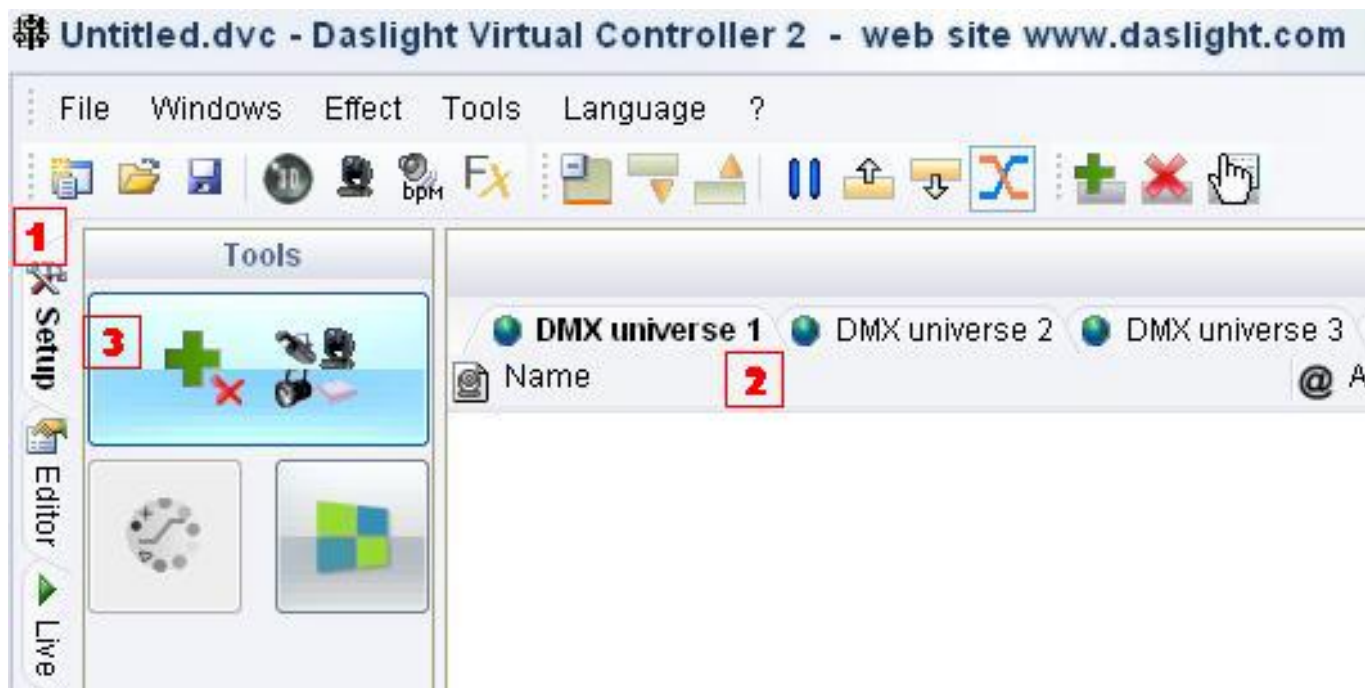 Untitled.dvc - Daslight Virtual Controller 2 - web site www.daslight.com
File Windows Effect Tools Language ?
bpm Fx
1
Tools
Setup
3
DMX universe 1 DMX universe 2 DMX universe 3
Name
2
@ A
Editor
Live